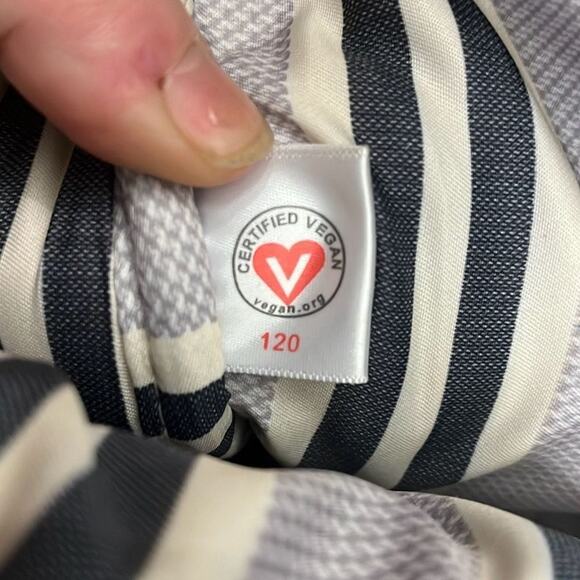 CERTIFIED VEGAN
V
vegan.org
120